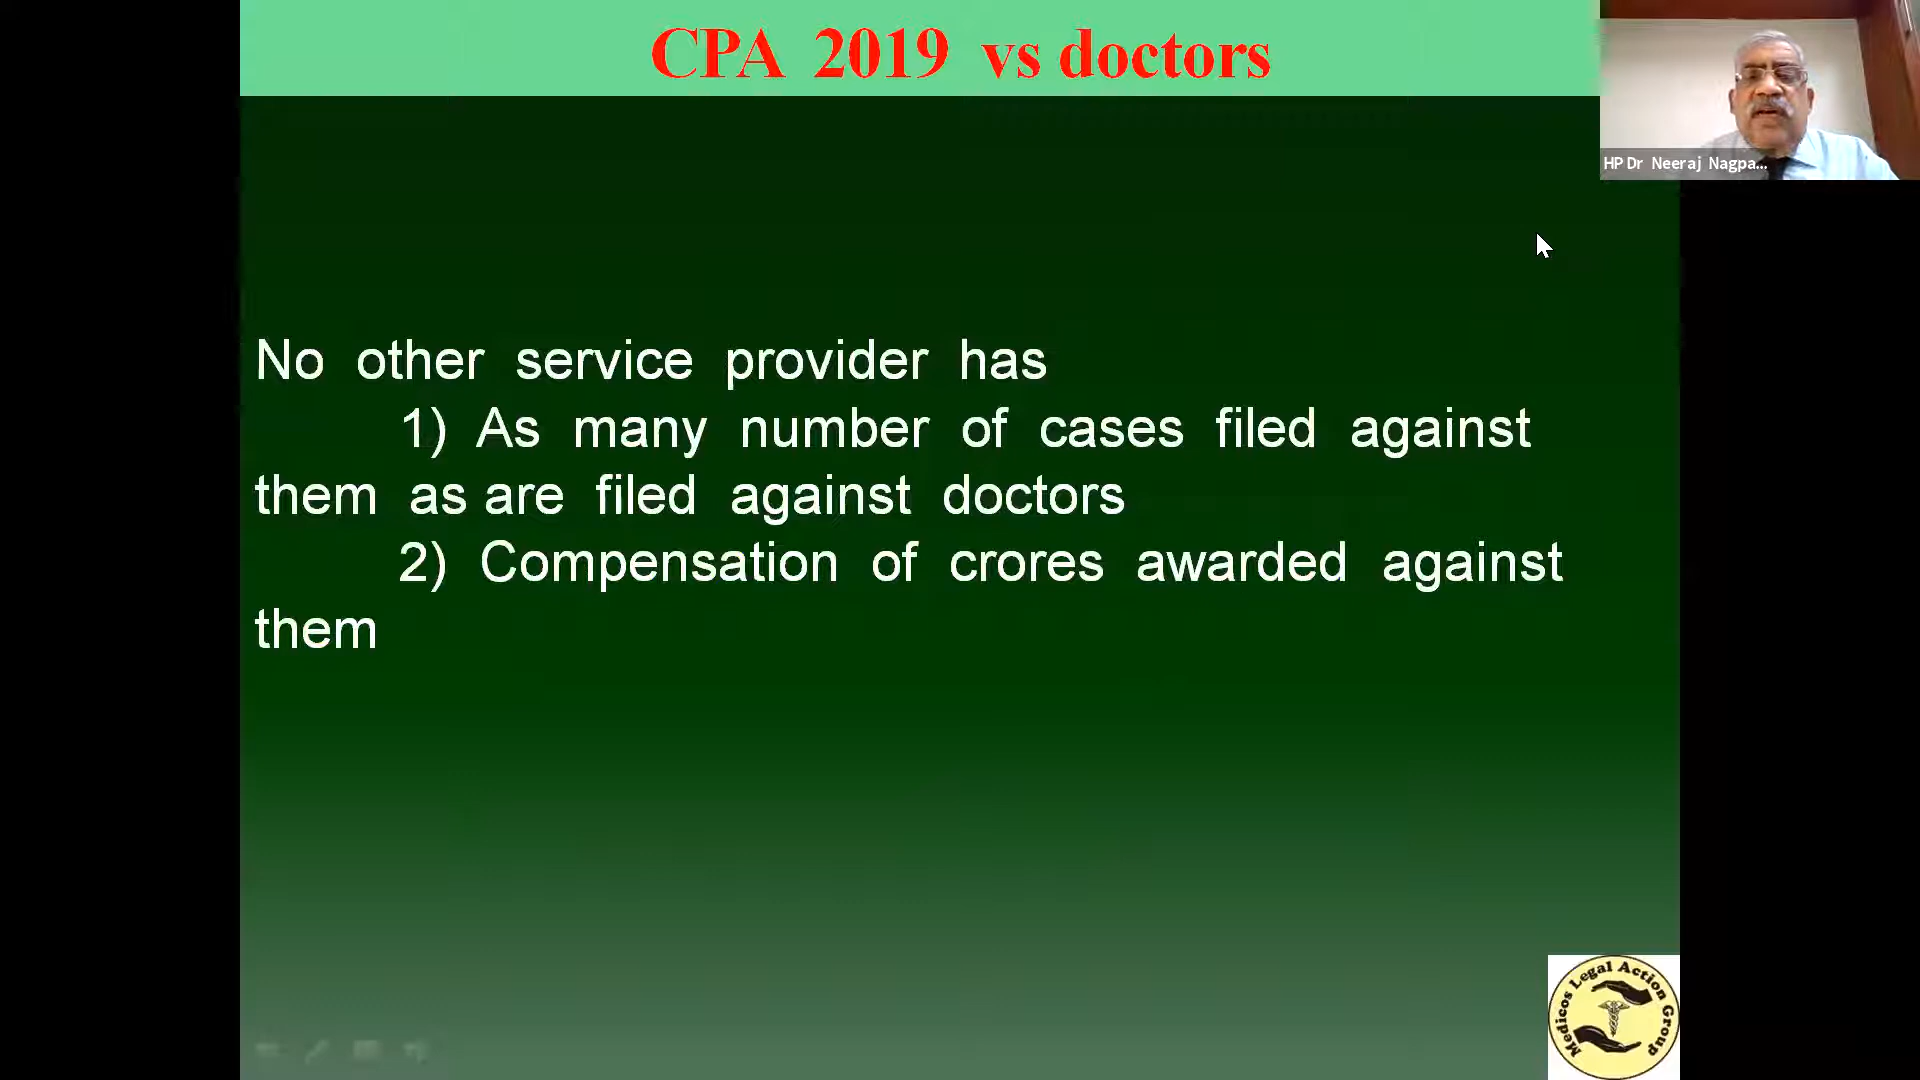 CPA 2019 vs doctors
HP Dr Neeraj Nagpa...
No other service provider has
1) As many number of cases filed against
them as are filed against doctors
2) Compensation of crores awarded against
them
Medicos Legal Action Group